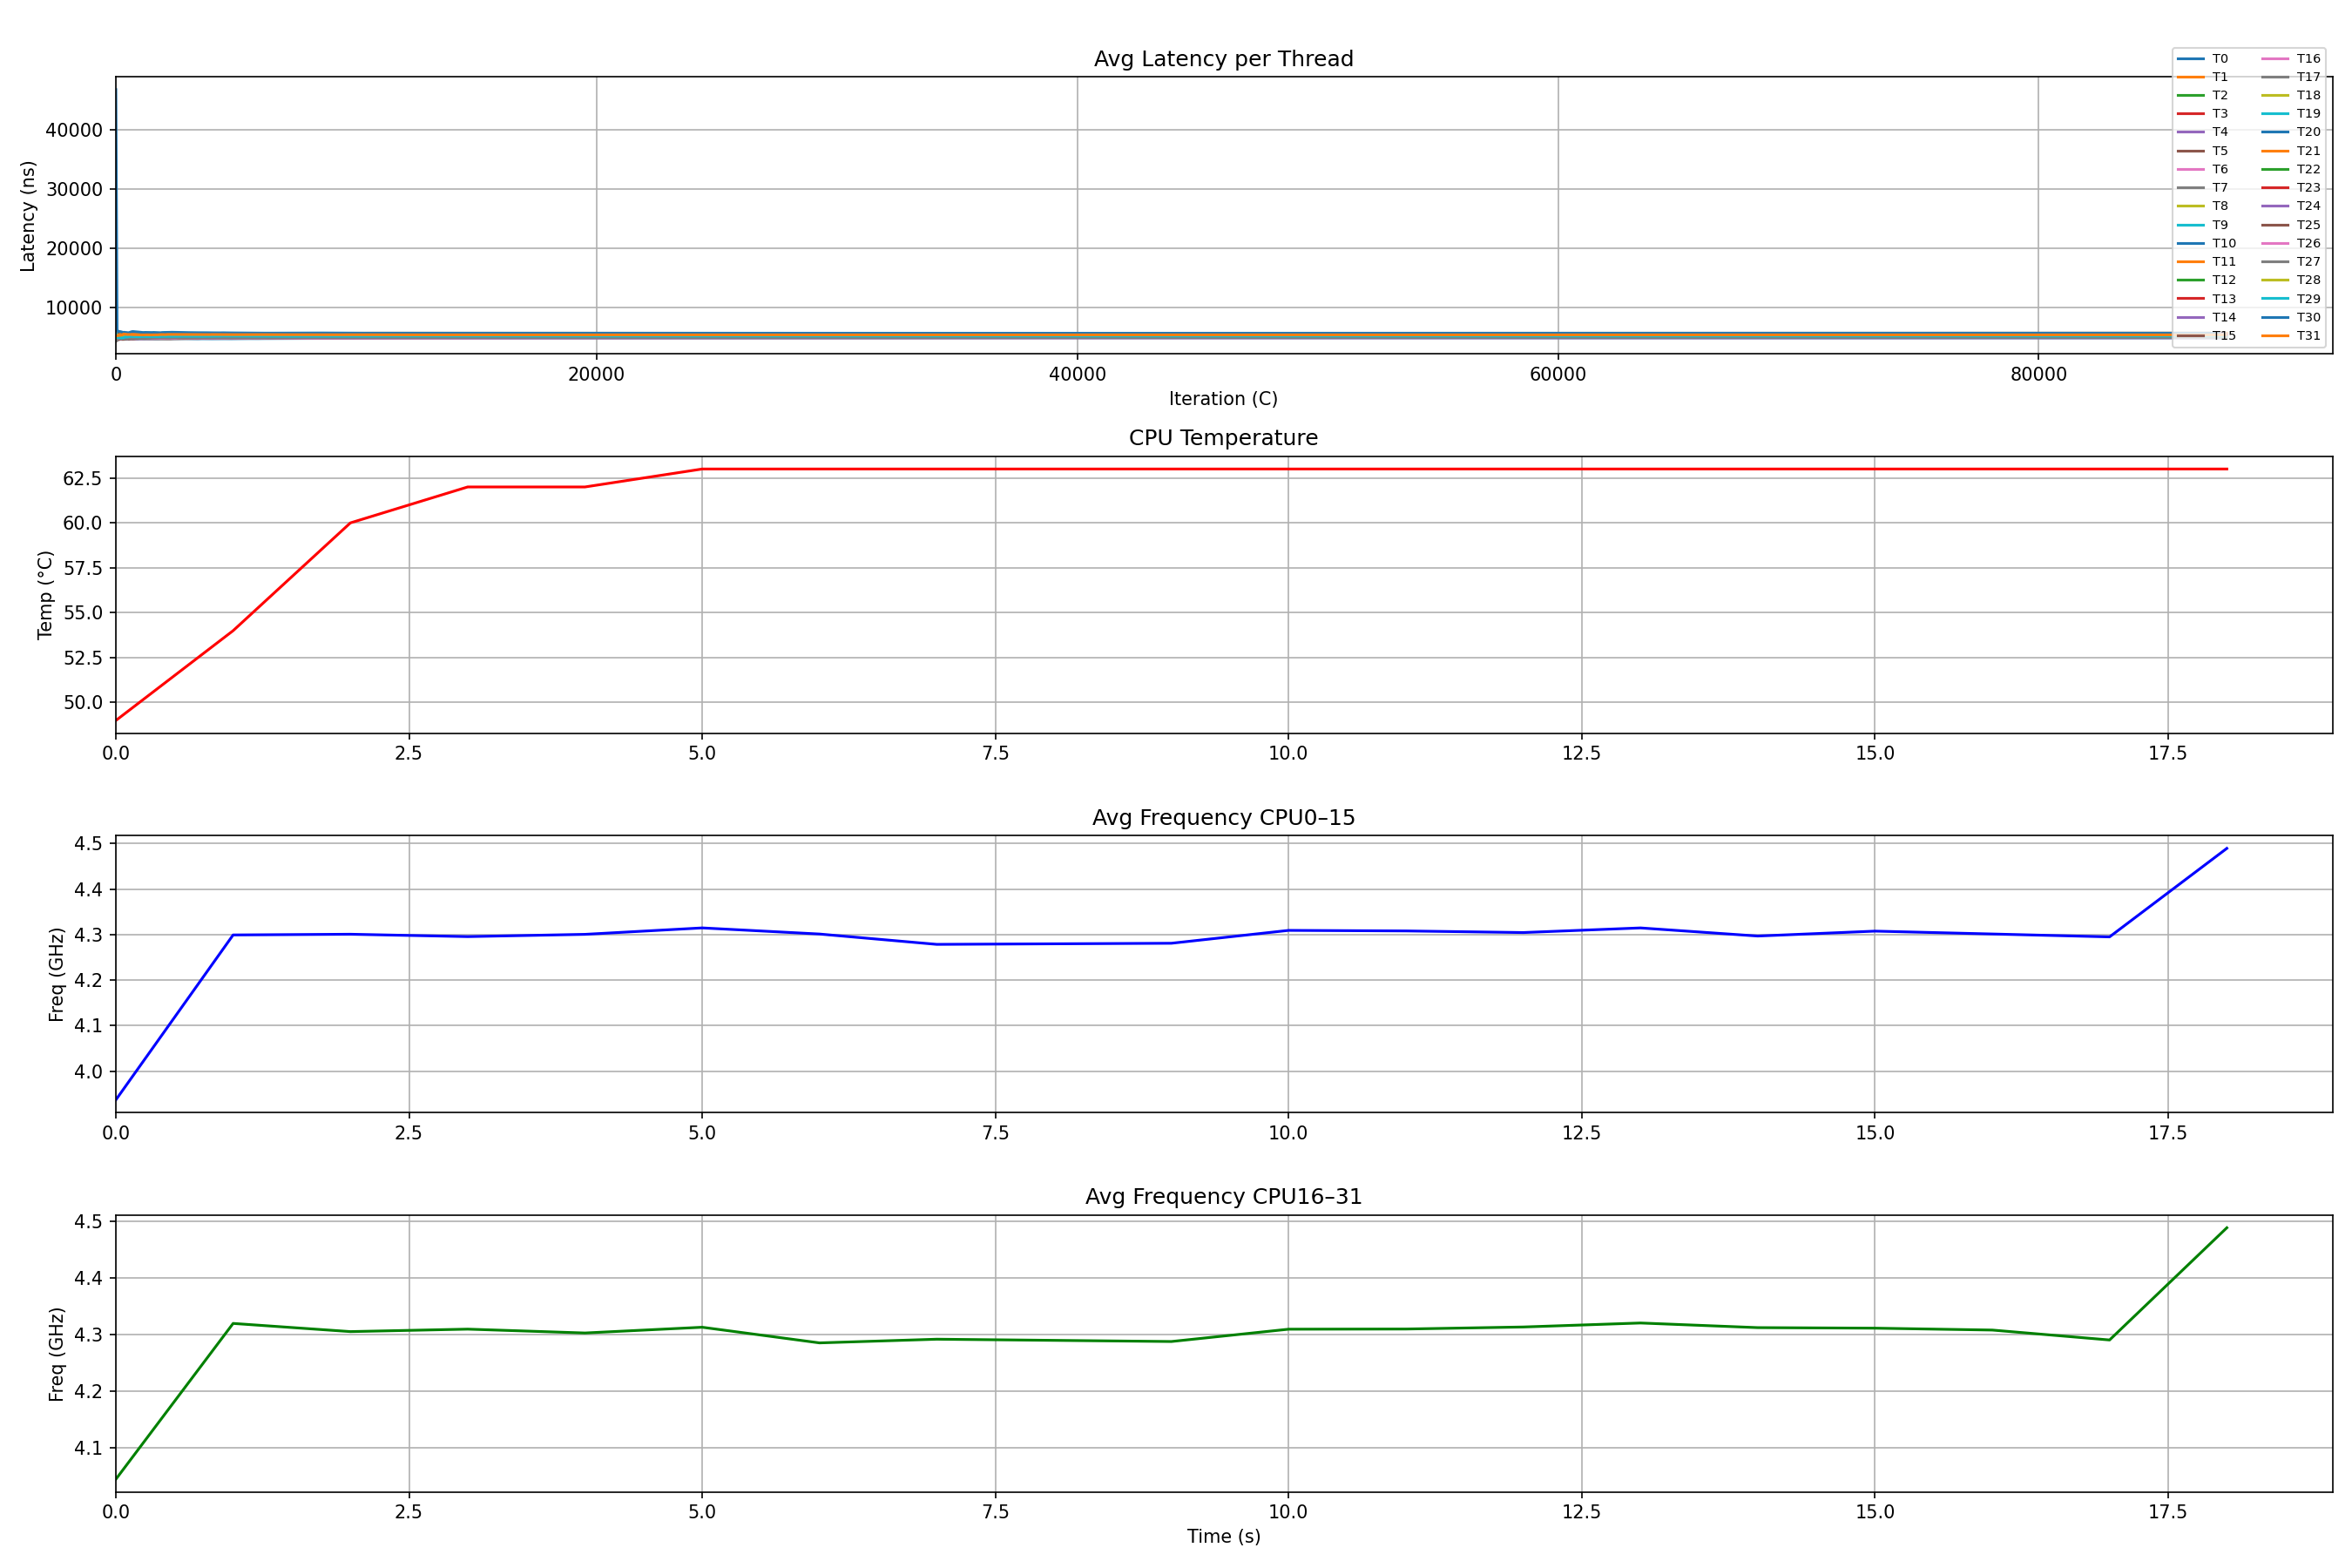 Avg Latency per Thread
Latency (ns)
40000
30000
20000
10000
0 20000 40000 60000 80000
Iteration (C)
T0 T16
T1 T17
T2 T18
T3 T19
T4 T20
T5 T21
T6 T22
T7 T23
T8 T24
T9 T25
T10 T26
T11 T27
T12 T28
T13 T29
T14 T30
T15 T31
CPU Temperature
Temp (°C)
62.5
60.0
57.5
55.0
52.5
50.0
0.0 2.5 5.0 7.5 10.0 12.5 15.0 17.5
Avg Frequency CPU0–15
Freq (GHz)
4.5
4.4
4.3
4.2
4.1
4.0
0.0 2.5 5.0 7.5 10.0 12.5 15.0 17.5
Avg Frequency CPU16–31
Freq (GHz)
4.5
4.4
4.3
4.2
4.1
0.0 2.5 5.0 7.5 10.0 12.5 15.0 17.5
Time (s)